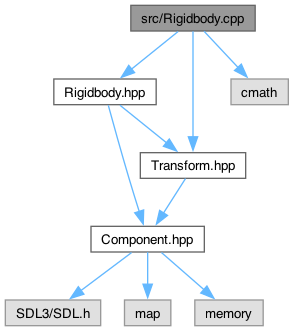 src/Rigidbody.cpp
Rigidbody.hpp
cmath
Transform.hpp
Component.hpp
SDL3/SDL.h
map
memory